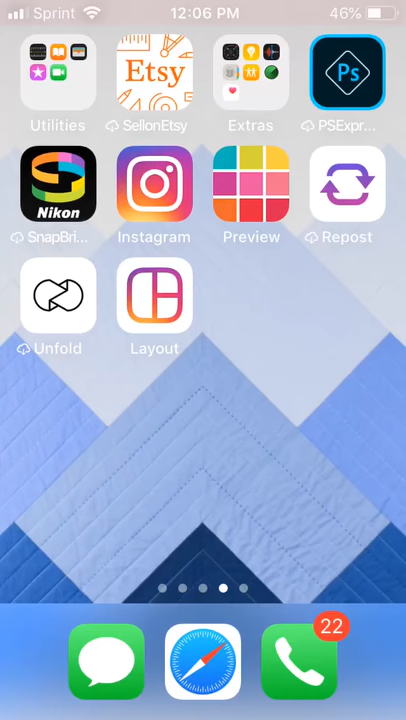 Sprint 12:06 PM 46%
Etsy
Ps
Utilities SellonEtsy Extras PSExpr...
Nikon
SnapBri... Instagram Preview Repost
Unfold Layout
22